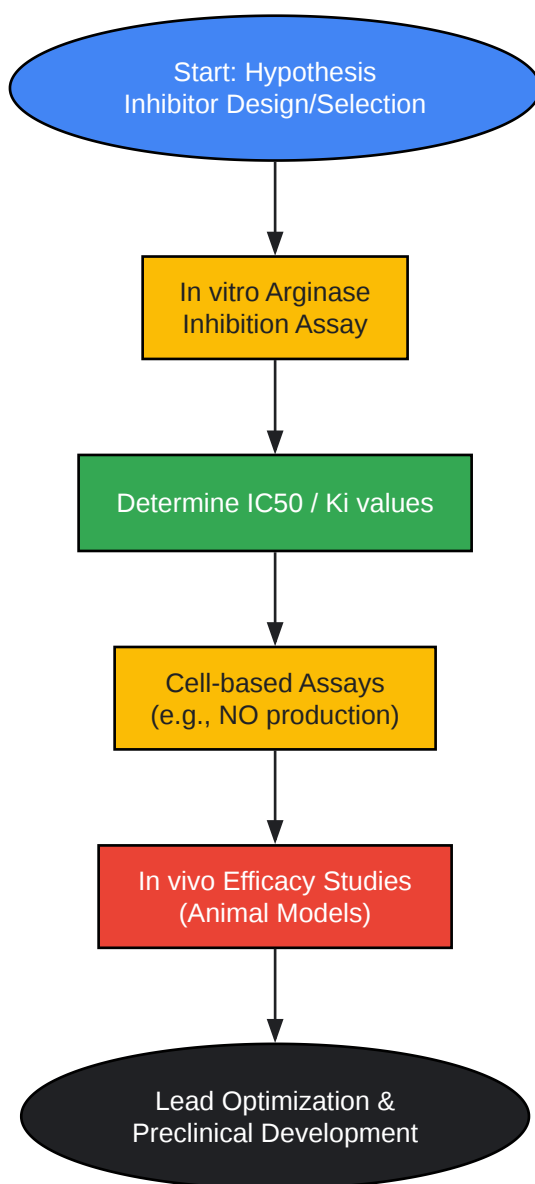 Start: Hypothesis
Inhibitor Design/Selection
In vitro Arginase
Inhibition Assay
Determine IC50 / Ki values
Cell-based Assays
(e.g., NO production)
In vivo Efficacy Studies
(Animal Models)
Lead Optimization &
Preclinical Development